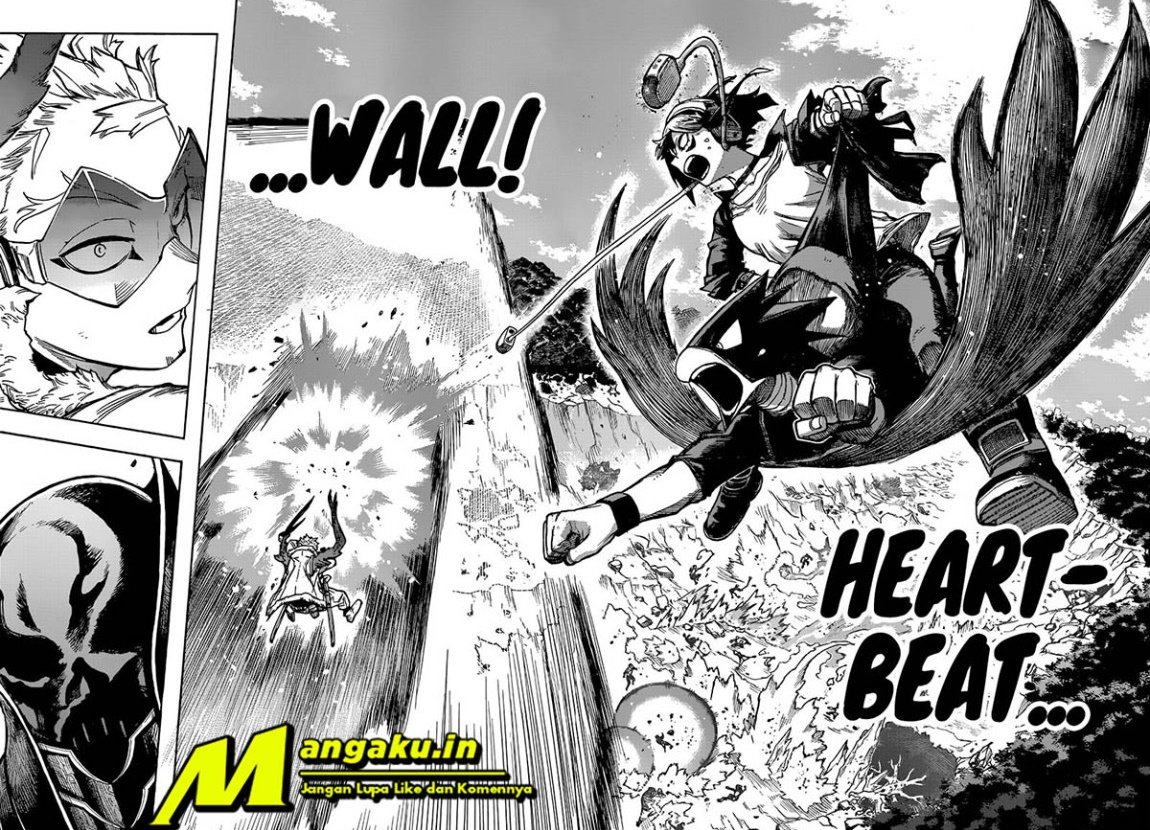 HEART-
BEAT...
...WALL!
Mangaku.in
Jangan Lupa Like dan Komennya